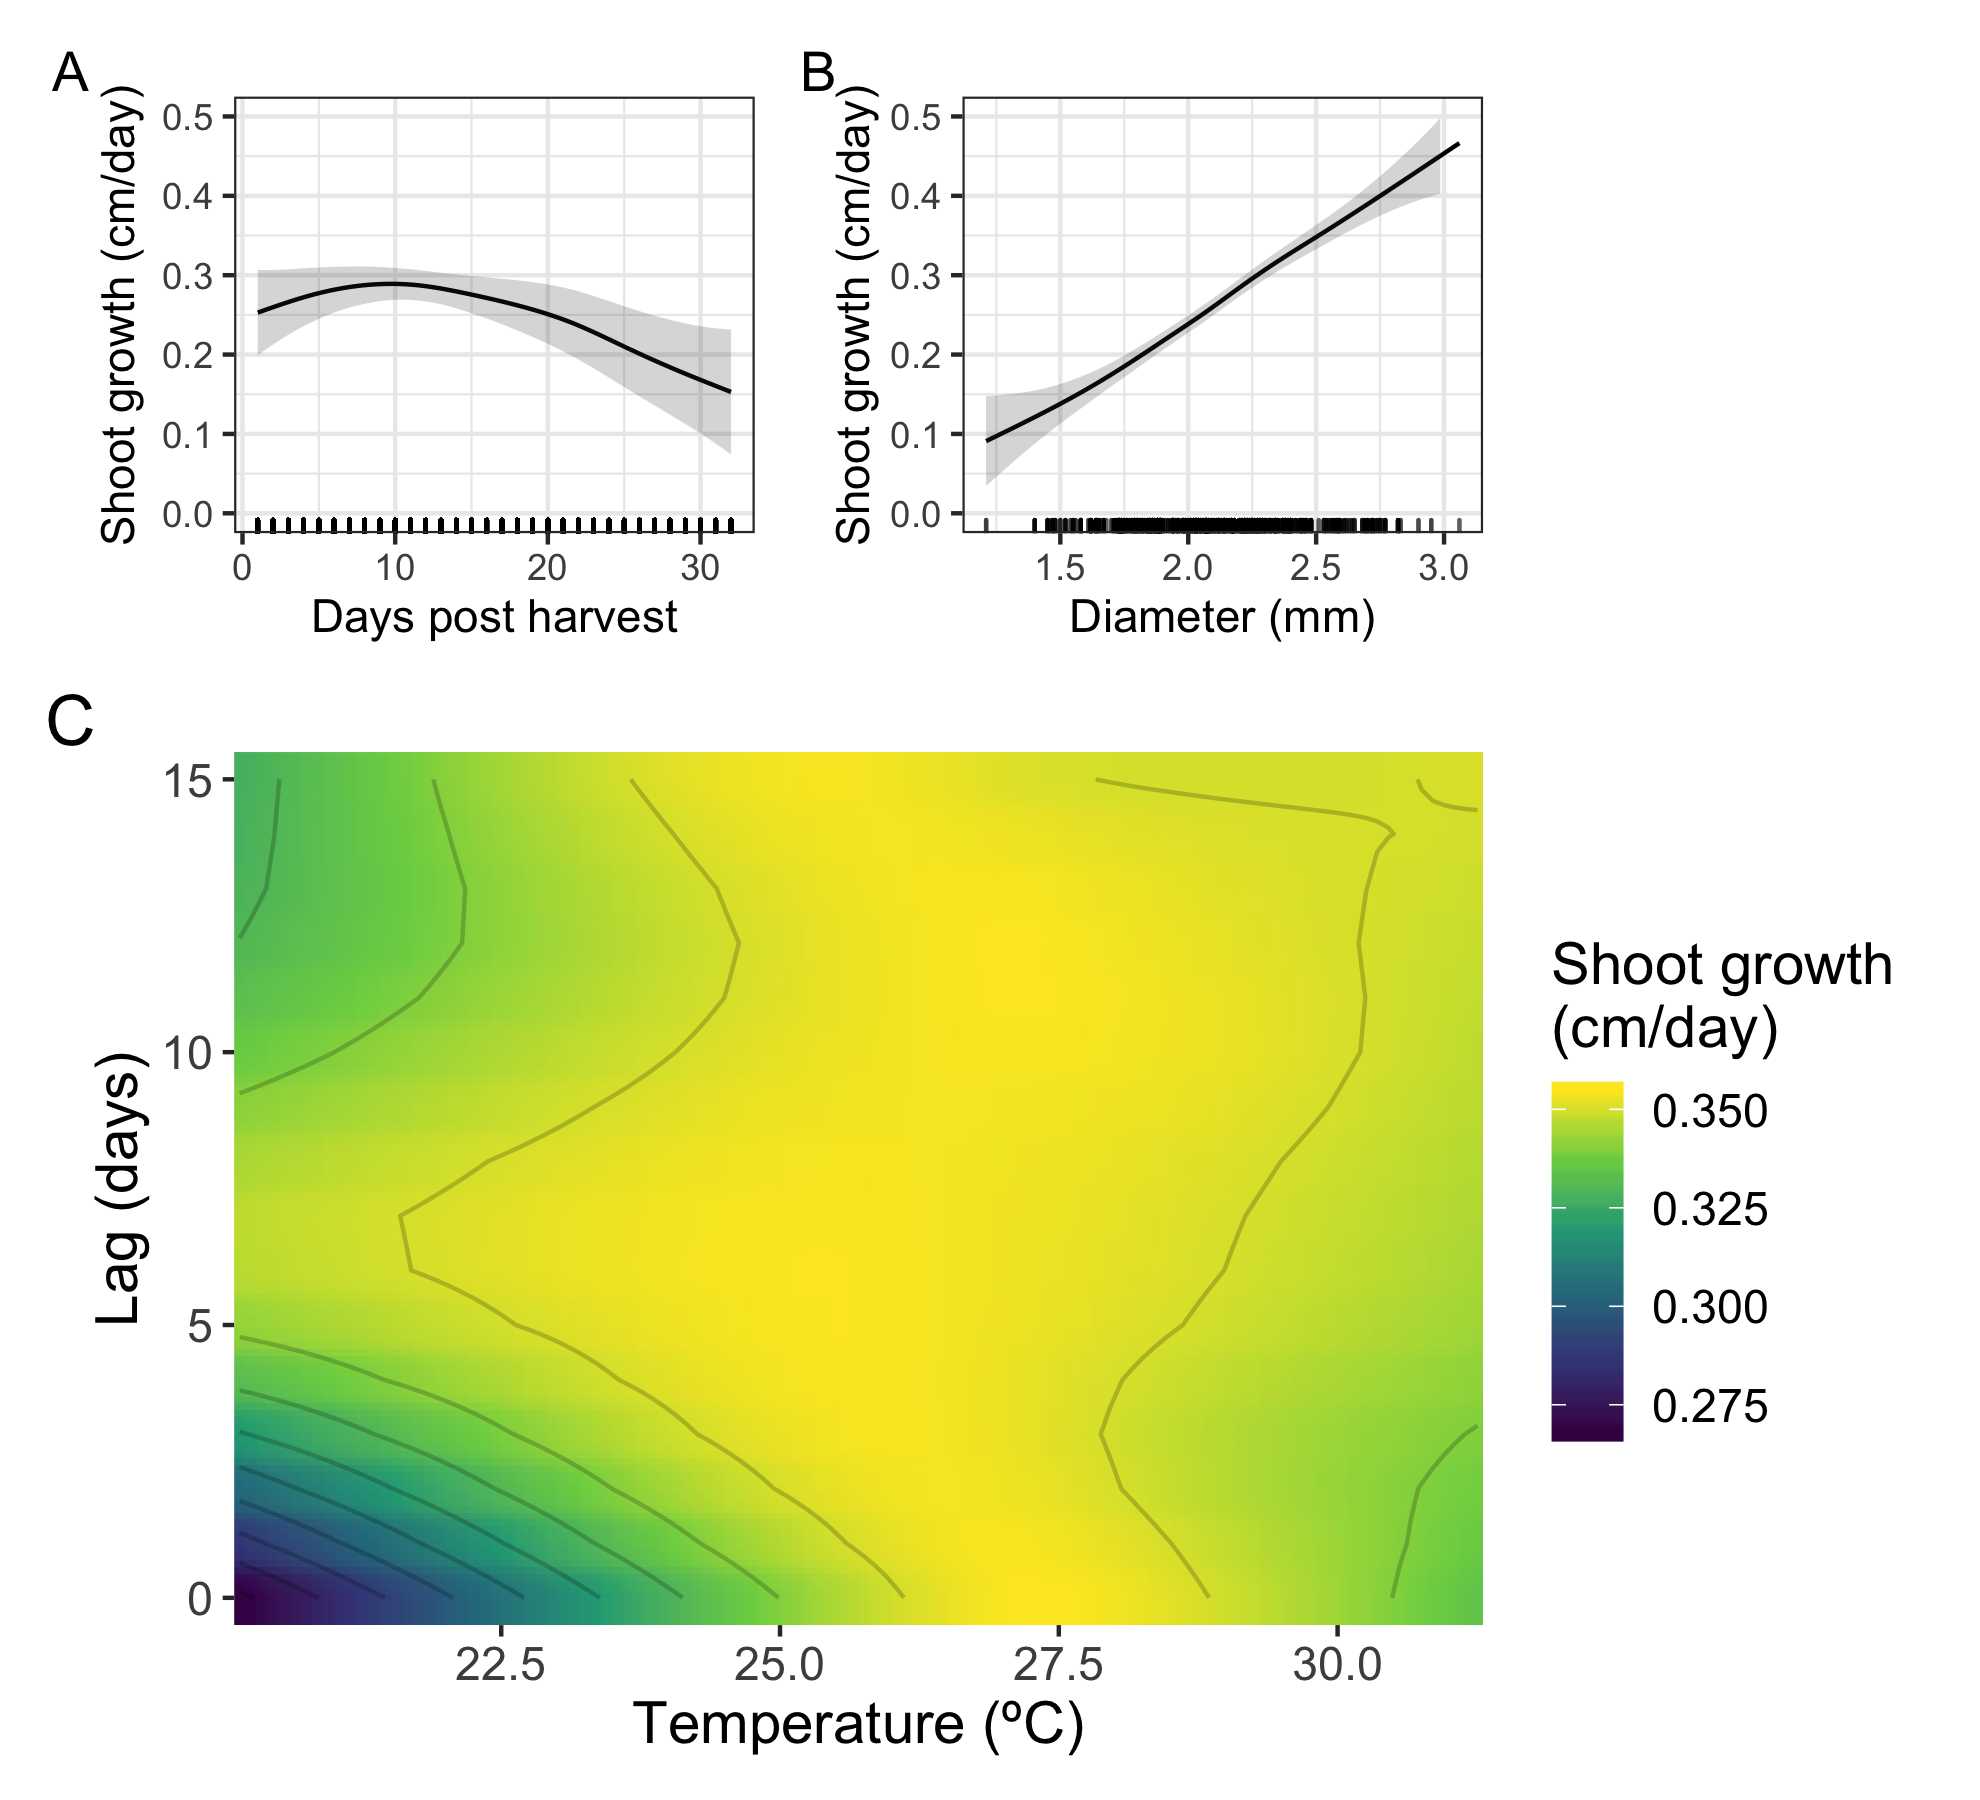 A
B
Shoot growth (cm/day)
0.5
0.4
0.3
0.2
0.1
0.0
0 10 20 30
Days post harvest
Shoot growth (cm/day)
0.5
0.4
0.3
0.2
0.1
0.0
1.5 2.0 2.5 3.0
Diameter (mm)
C
Lag (days)
15
10
5
0
22.5 25.0 27.5 30.0
Temperature (ºC)
Shoot growth
(cm/day)
0.350
0.325
0.300
0.275